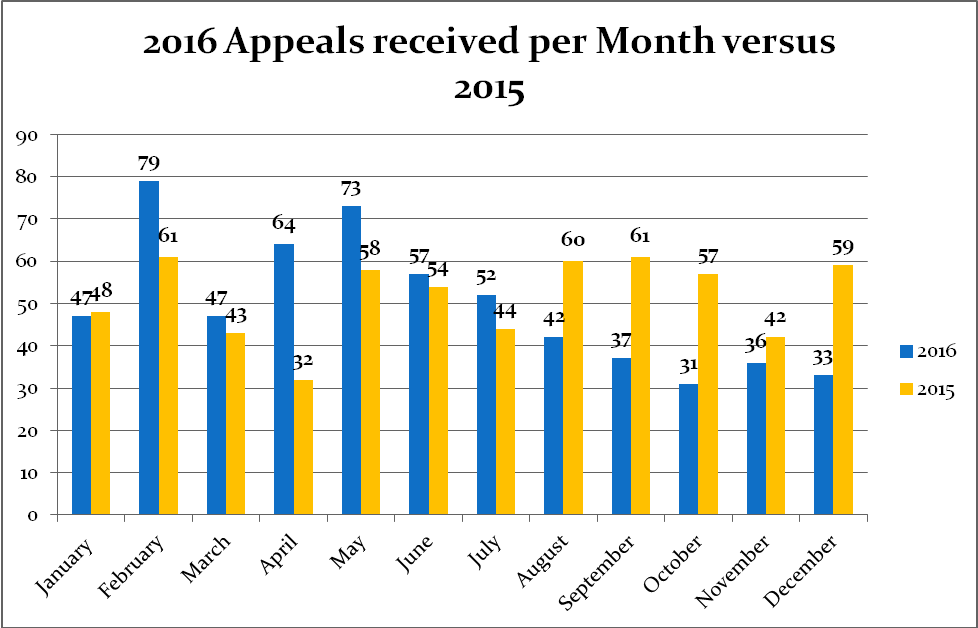 2016 Appeals received per Month versus
2015
90
80
70
60
50
40
30
20
10
0
79
73
64
61
58
57
54
52
60
61
57
59
47
48
47
43
44
42
42
32
37
31
36
33
2016
2015
January
February
March
April
May
June
July
August
September
October
November
December